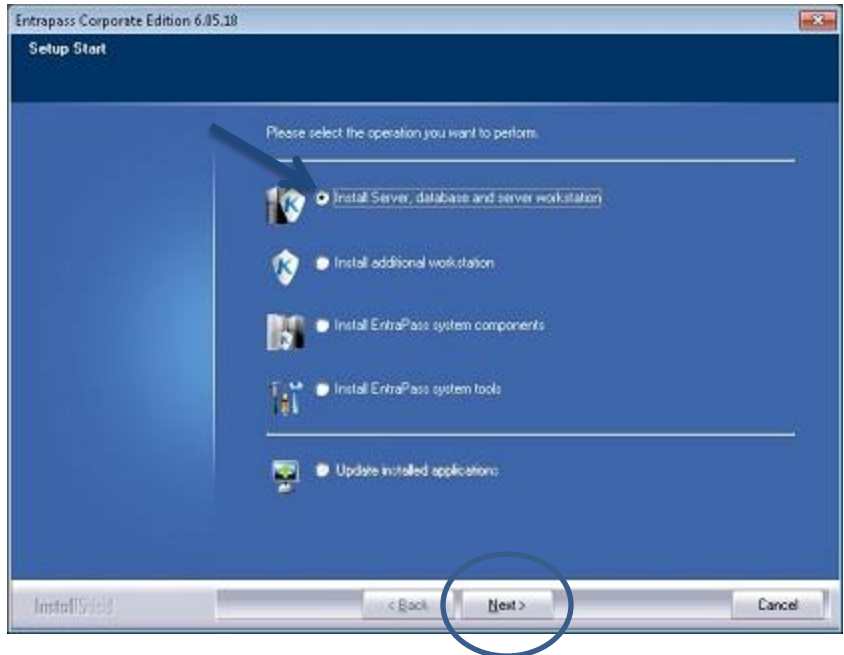 Entrapass Corporate Edition 6.05.18
Setup Start
Please select the operation you want to perform.
Install Server, database and server workstation
Install additional workstation
Install EntraPass system components
Install EntraPass system tools
Update installed applications
InstallShield
< Back
Next >
Cancel